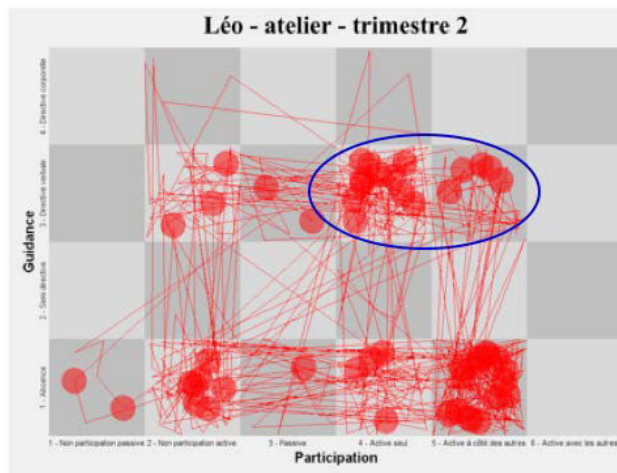 Léo - atelier - trimestre 2
Guidance
4 - Directive corporelle
3 - Directive verbale
2 - Semi directive
1 - Absence
1 - Non participation passive 2 - Non participation active 3 - Passive 4 - Active seul 5 - Active à côté des autres 6 - Active avec les autres
Participation